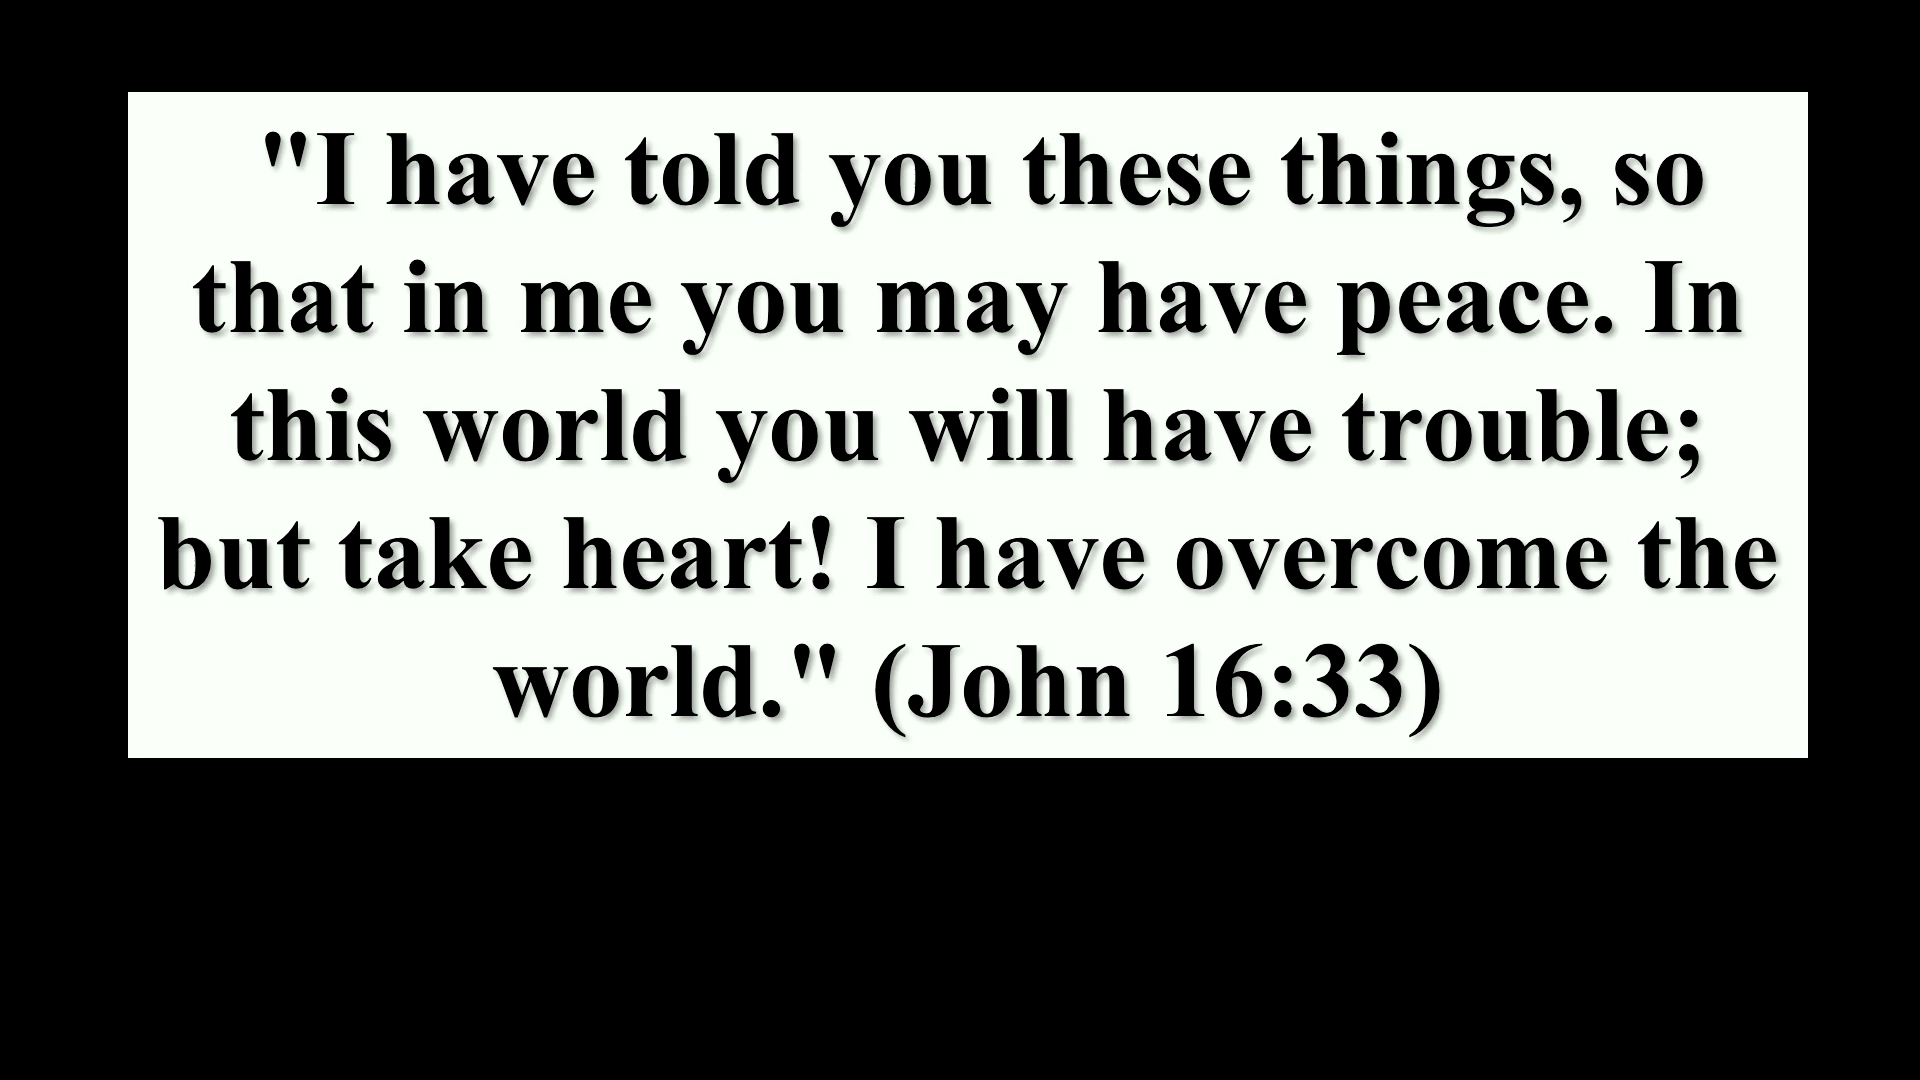 "I have told you these things, so
that in me you may have peace. In
this world you will have trouble;
but take heart! I have overcome the
world." (John 16:33)